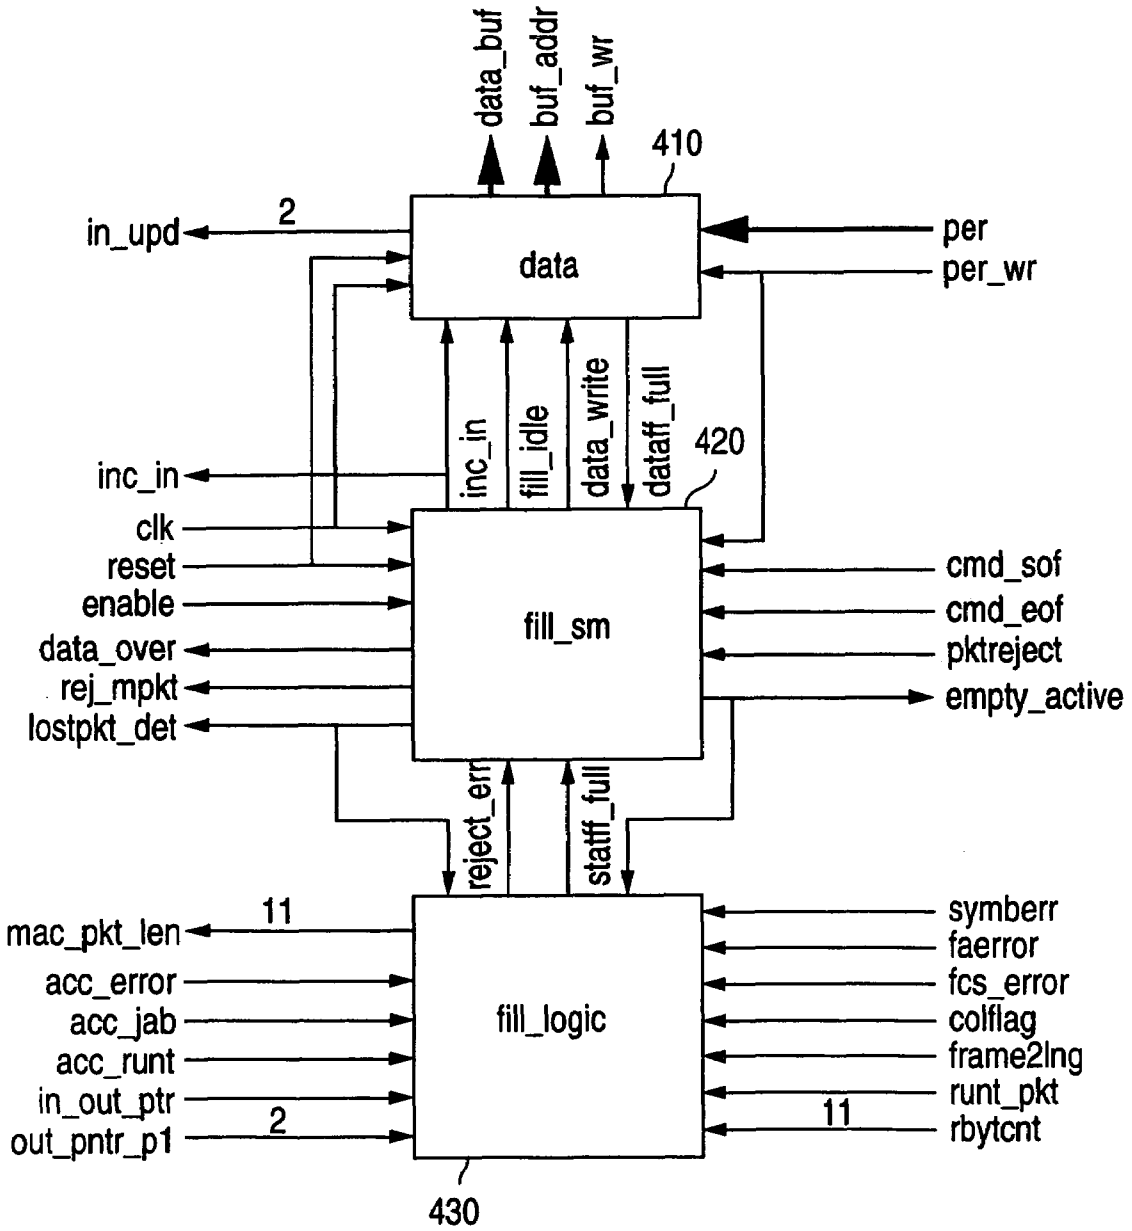 data_buf
buf_addr
buf_wr
410
in_upd
2
per
data
per_wr
inc_in
fill_idle
data_write
dataff_full
420
inc_in
clk
reset
enable
data_over
rej_mpkt
lostpkt_det
fill_sm
cmd_sof
cmd_eof
pktreject
empty_active
reject_err
statff_full
mac_pkt_len
11
acc_error
acc_jab
acc_runt
in_out_ptr
out_pntr_p1
2
fill_logic
symberr
faerror
fcs_error
colflag
frame2lng
runt_pkt
rbytcnt
11
430